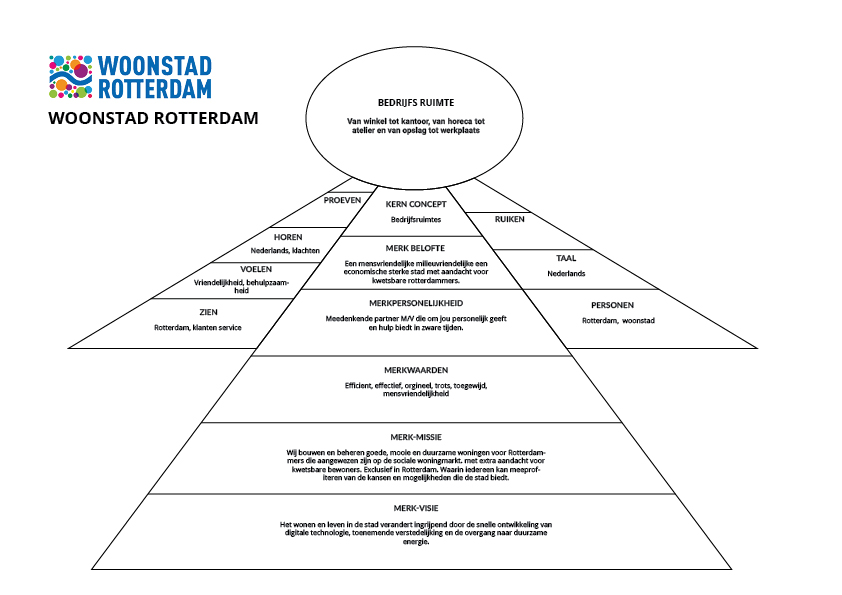 WOONSTAD
ROTTERDAM
WOONSTAD ROTTERDAM
BEDRIJFS RUIMTE
Van winkel tot kantoor, van horeca tot
atelier en van opslag tot werkplaats
PROEVEN
HOREN
Nederlands, klachten
VOELEN
Vriendelijkheid, behulpzaam-
heid
ZIEN
Rotterdam, klanten service
KERN CONCEPT
Bedrijfsruimtes
MERK BELOFTE
Een mensvriendelijke milieuvriendelijke een
economische sterke stad met aandacht voor
kwetsbare rotterdammers.
MERKPERSONELIJKHEID
Meedenkende partner M/V die om jou personelijk geeft
en hulp biedt in zware tijden.
MERKWAARDEN
Efficient, effectief, orgineel, trots, toegewijd,
mensvriendelijkheid
MERK-MISSIE
Wij bouwen en beheren goede, mooie en duurzame woningen voor Rotterdam-
mers die aangewezen zijn op de sociale woningmarkt. met extra aandacht voor
kwetsbare bewoners. Exclusief in Rotterdam. Waarin iedereen kan meeprof-
iteren van de kansen en mogelijkheden die de stad biedt.
MERK-VISIE
Het wonen en leven in de stad verandert ingrijpend door de snelle ontwikkeling van
digitale technologie, toenemende verstedelijking en de overgang naar duurzame
energie.
RUIKEN
TAAL
Nederlands
PERSONEN
Rotterdam, woonstad